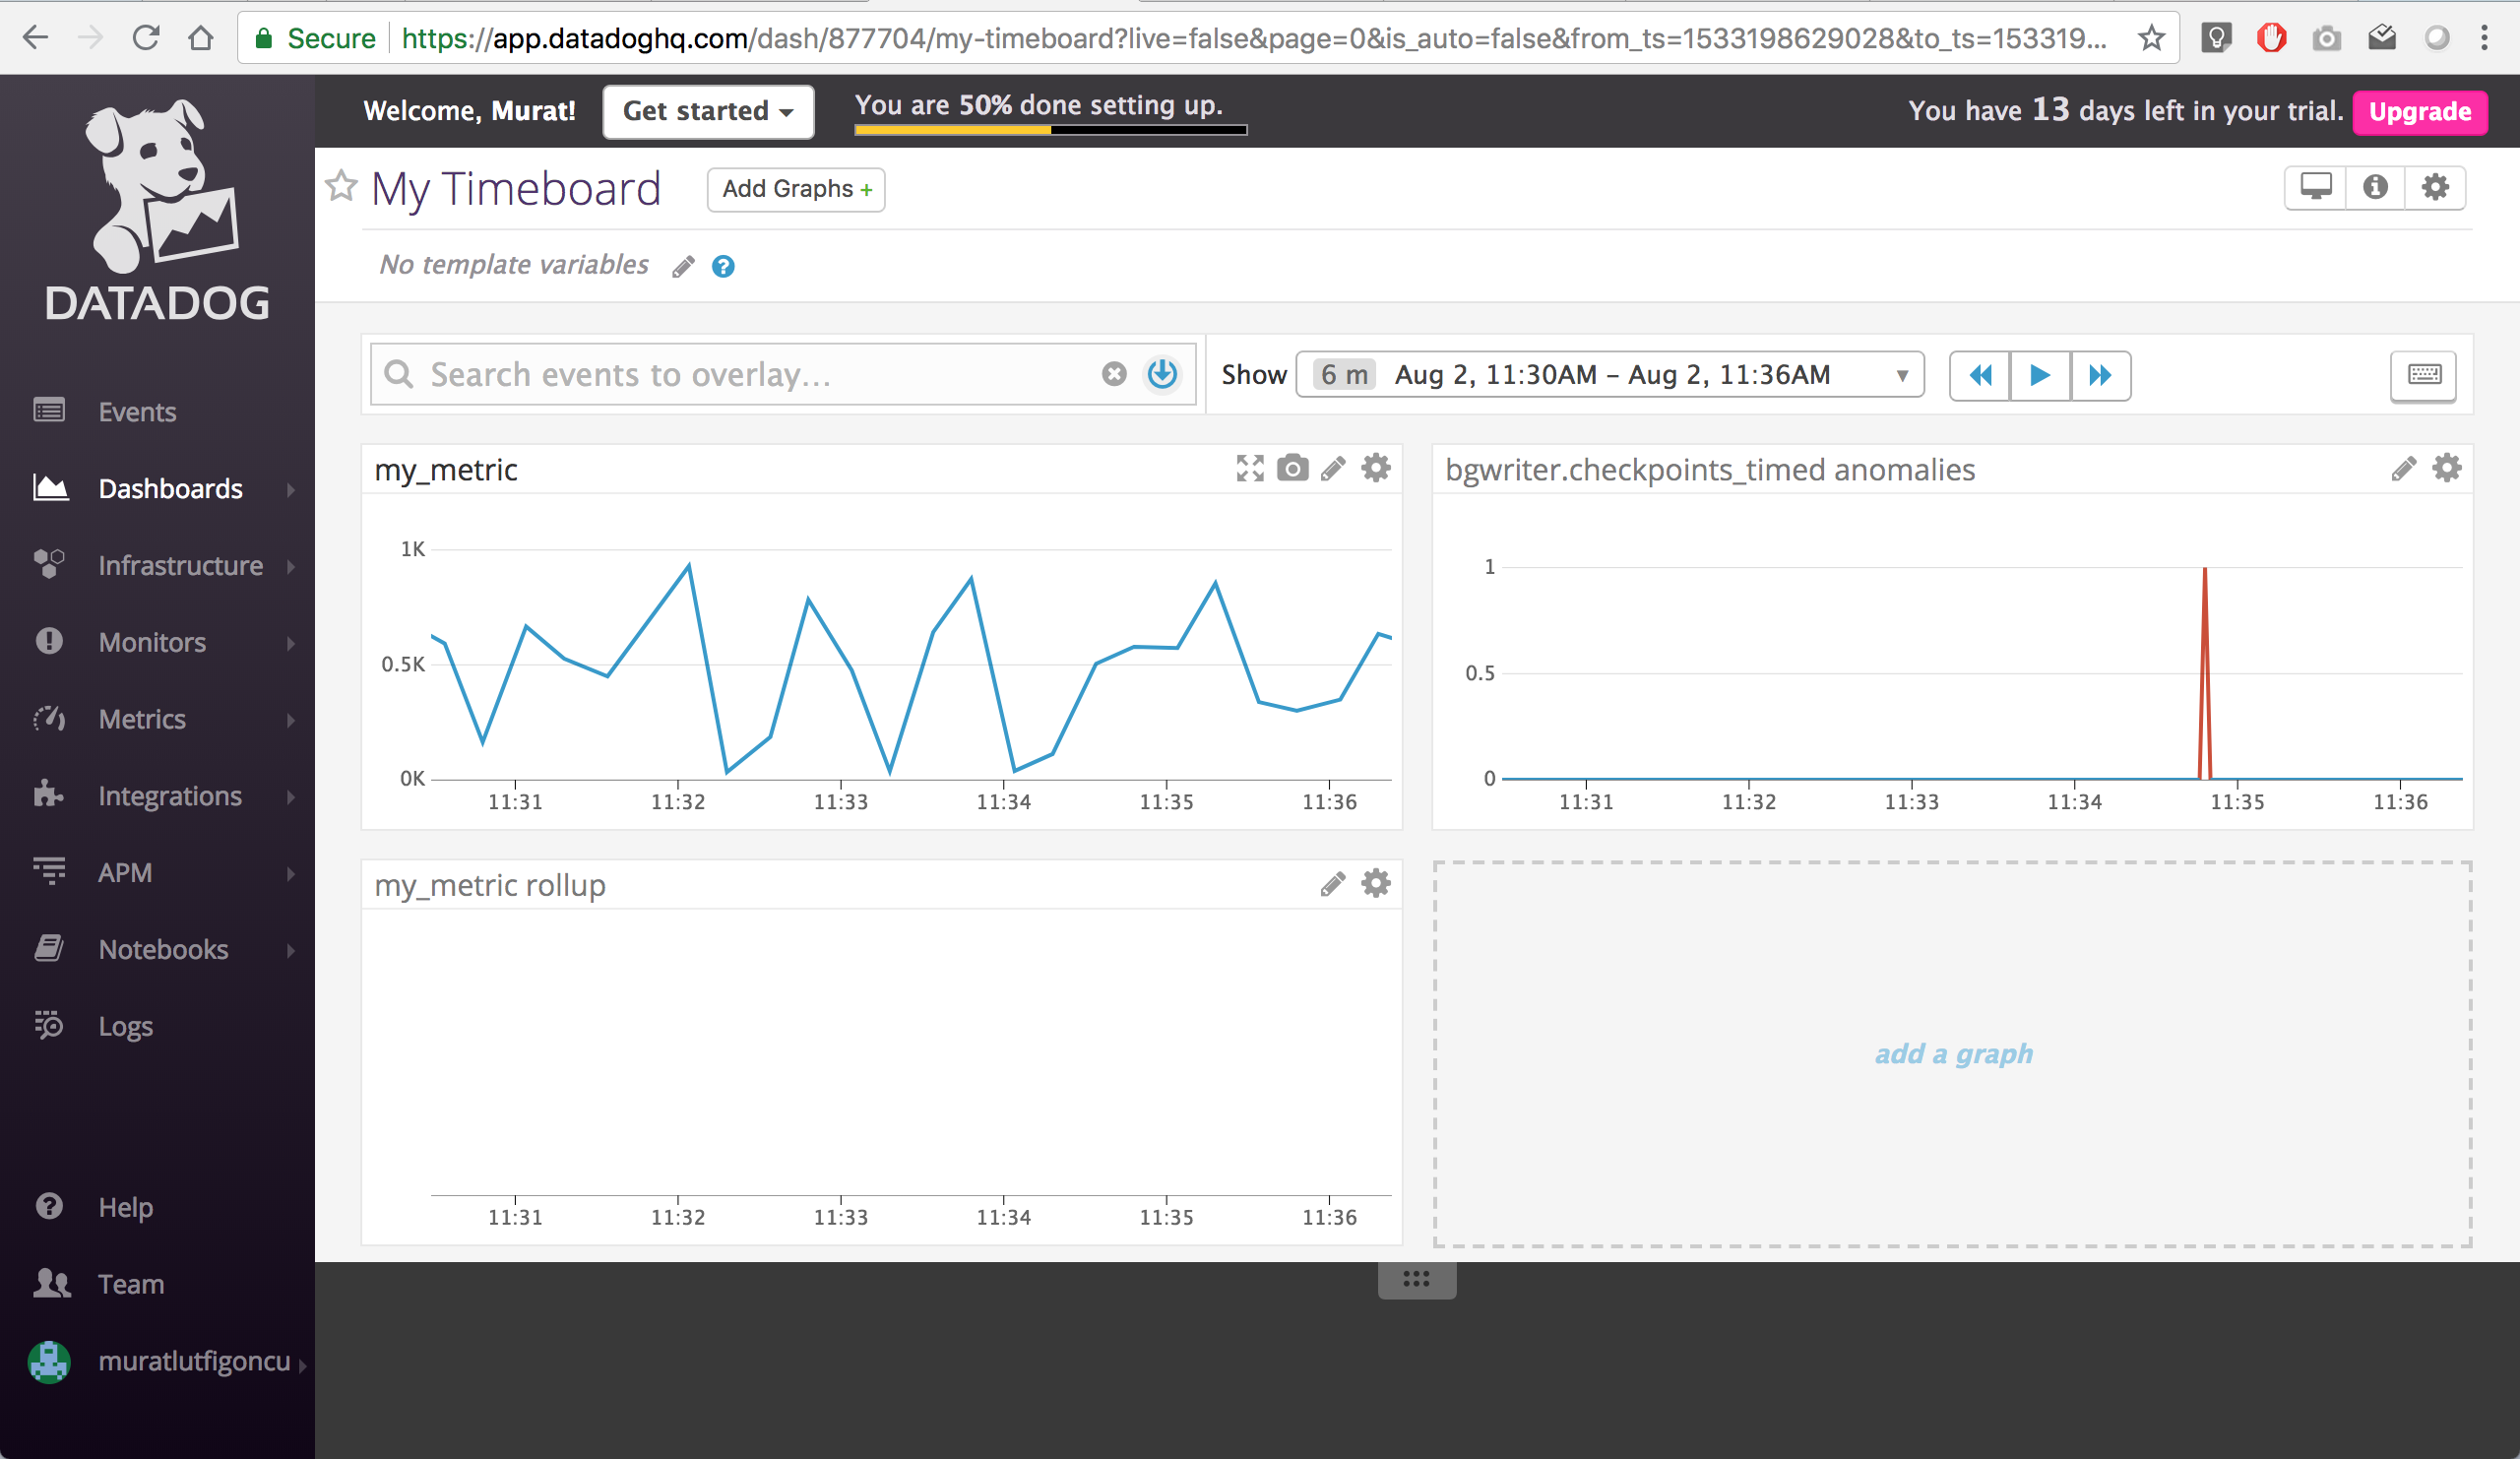 Secure https://app.datadoghq.com/dash/877704/my-timeboard?live=false&page=0&is_auto=false&from_ts=1533198629028&to_ts=153319...
Welcome, Murat! Get started You are 50% done setting up. You have 13 days left in your trial. Upgrade
DATADOG
My Timeboard Add Graphs +
No template variables ?
Search events to overlay... Show 6 m Aug 2, 11:30AM - Aug 2, 11:36AM
Events
Dashboards
Infrastructure
Monitors
Metrics
Integrations
APM
Notebooks
Logs
Help
Team
muratlutfigoncu
my_metric
1K
0.5K
0K
11:31 11:32 11:33 11:34 11:35 11:36
bgwriter.checkpoints_timed anomalies
1
0.5
0
11:31 11:32 11:33 11:34 11:35 11:36
my_metric rollup
11:31 11:32 11:33 11:34 11:35 11:36
add a graph